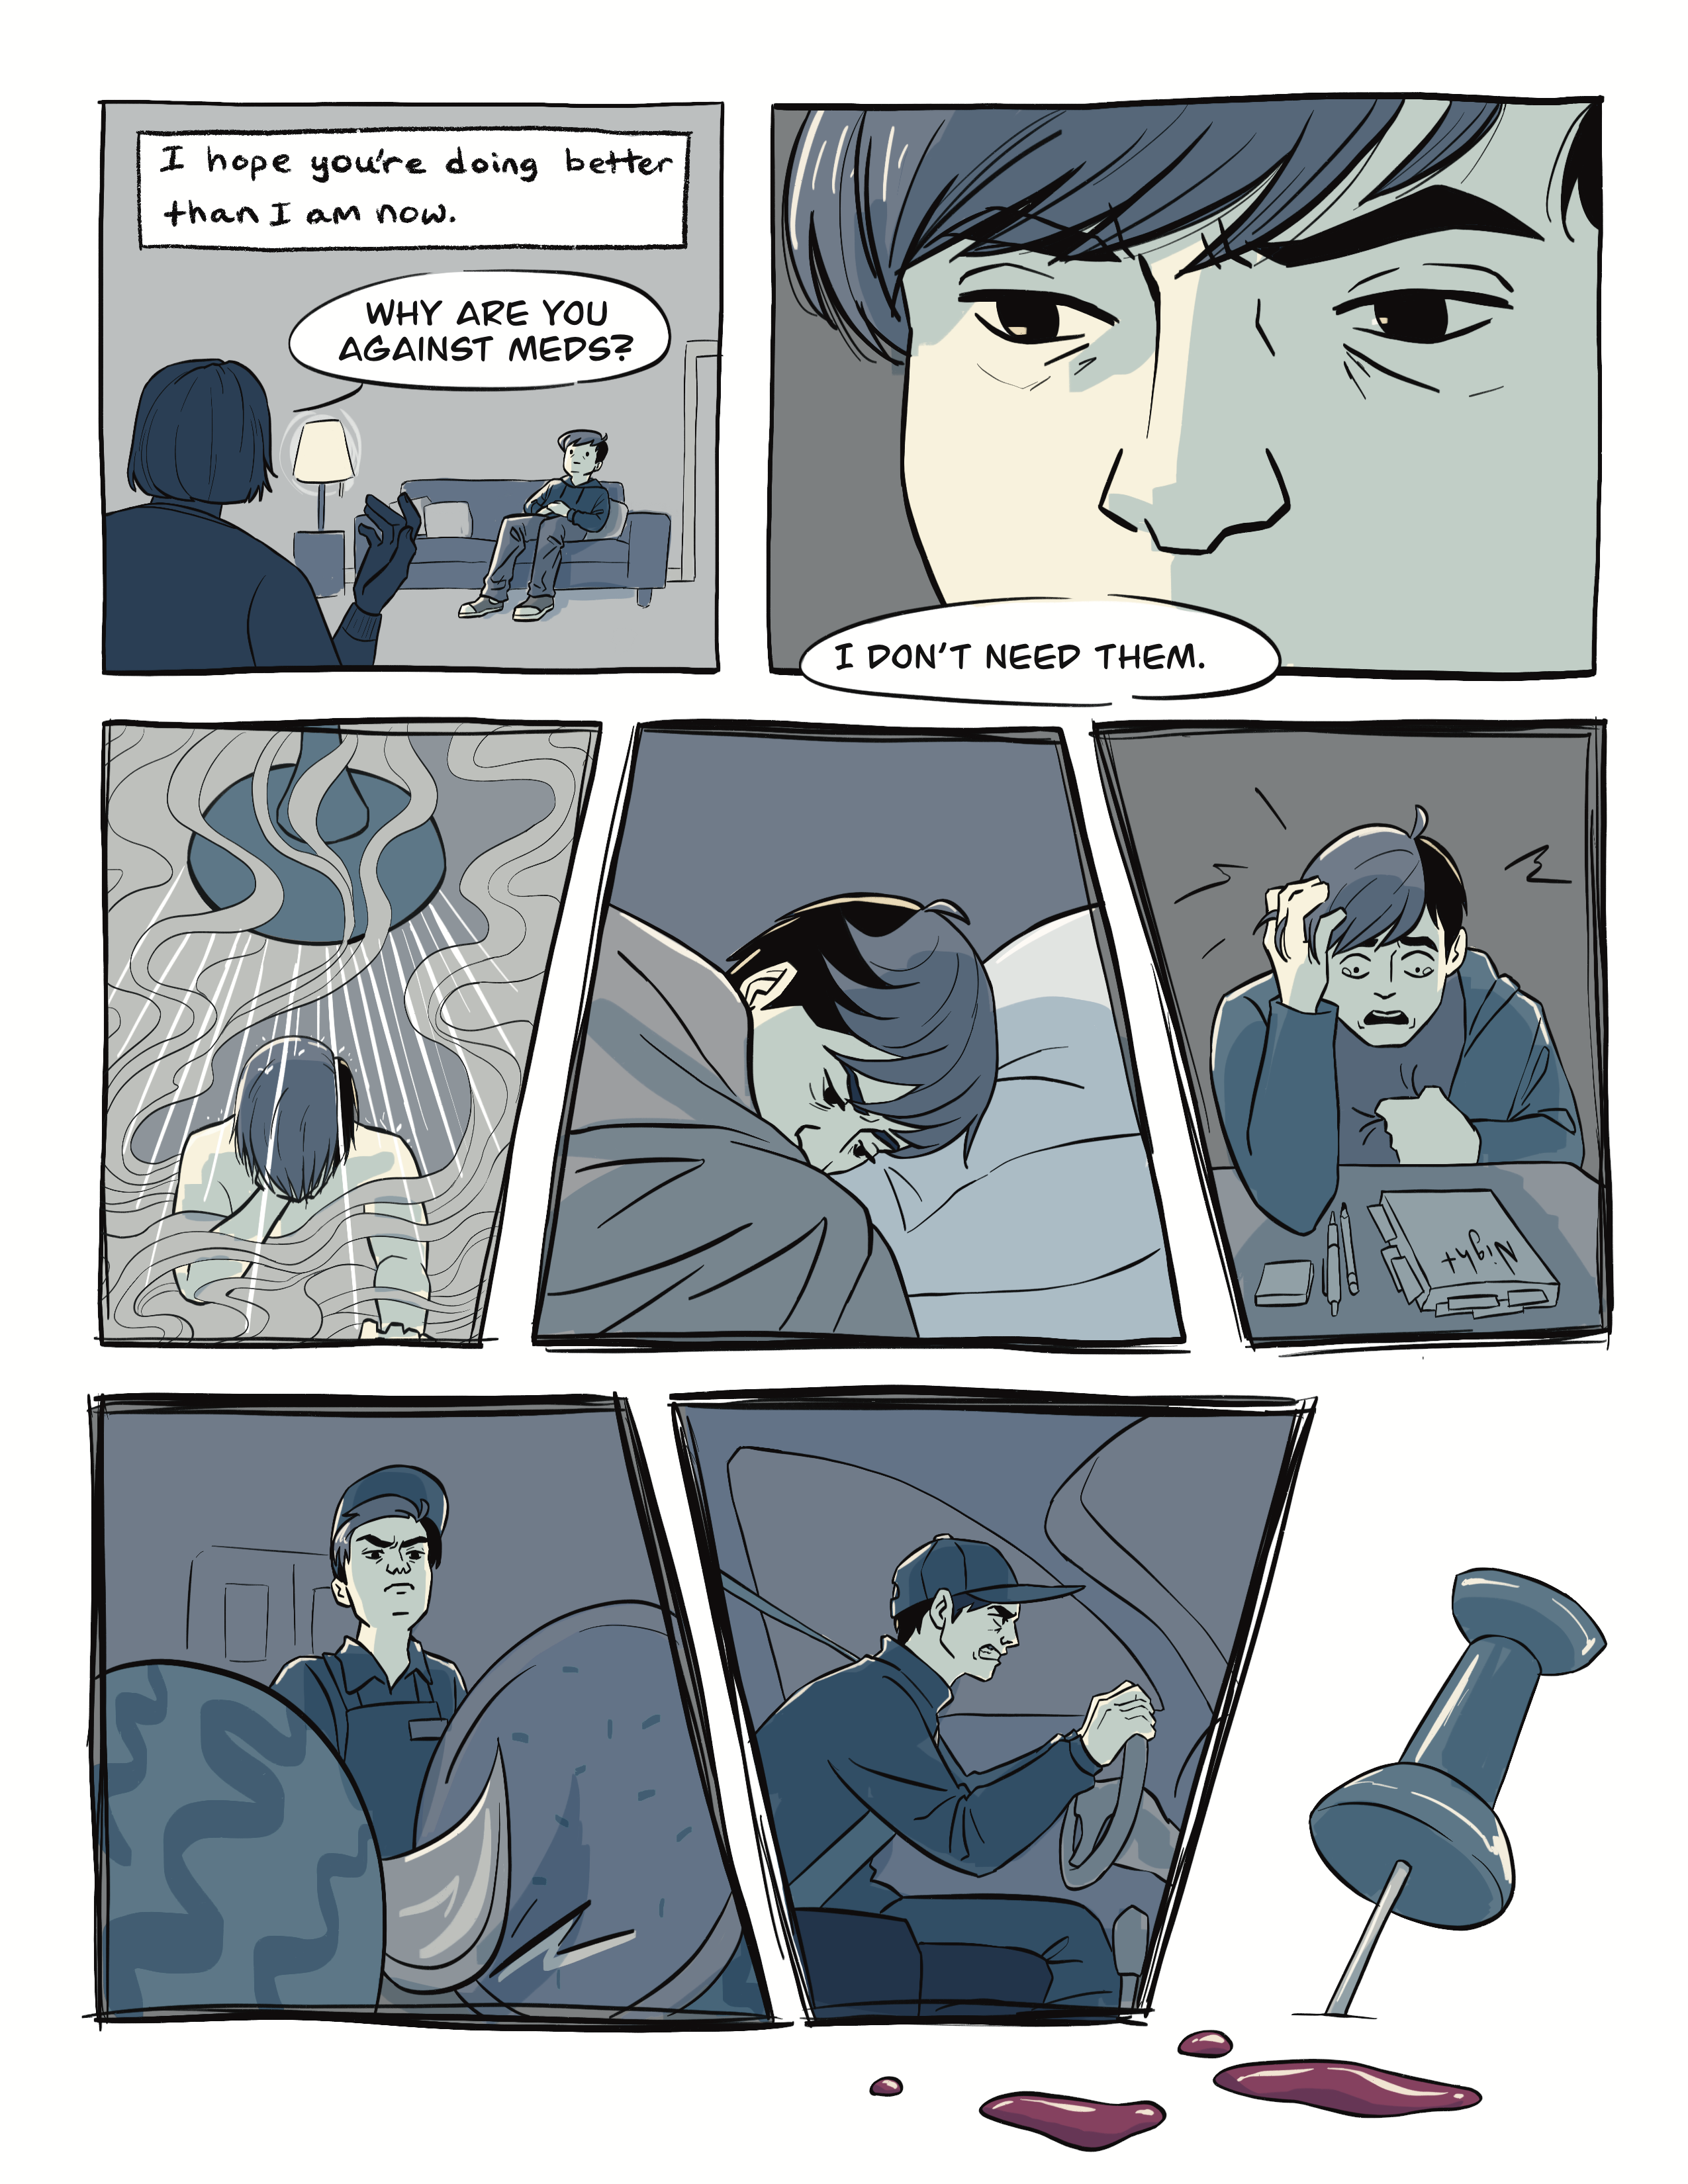 I hope you're doing better
than I am now.
WHY ARE YOU
AGAINST MEDS?
I DON'T NEED THEM.
Night